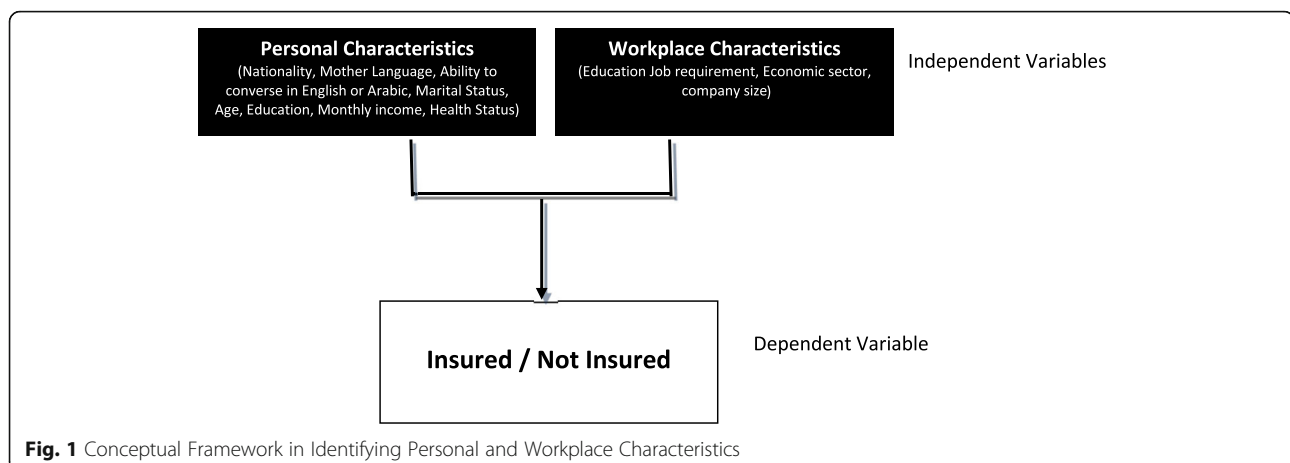 Personal Characteristics
(Nationality, Mother Language, Ability to
converse in English or Arabic, Marital Status,
Age, Education, Monthly income, Health Status)
Workplace Characteristics
(Education Job requirement, Economic sector,
company size)
Independent Variables
Insured / Not Insured
Dependent Variable
Fig. 1 Conceptual Framework in Identifying Personal and Workplace Characteristics